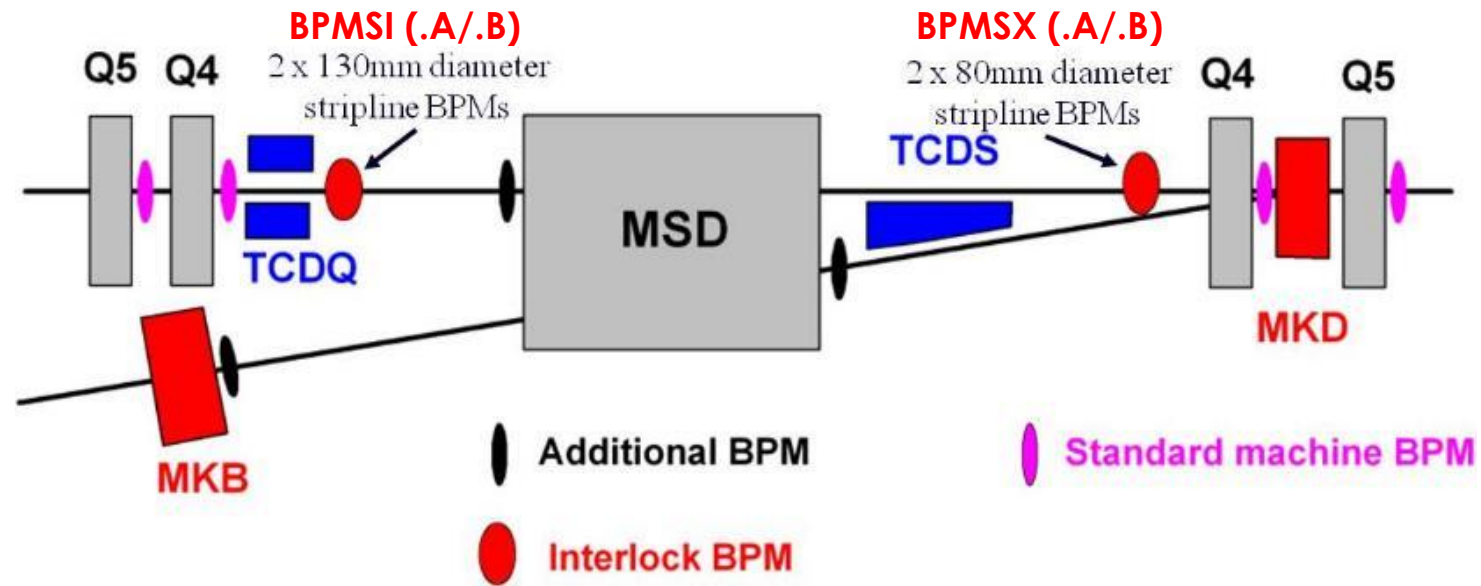 BPMSI (.A/.B)
2 x 130mm diameter
stripline BPMs
BPMSX (.A/.B)
2 x 80mm diameter
stripline BPMs
Q5
Q4
Q4
Q5
TCDS
MSD
TCDQ
MKD
MKB
Additional BPM
Standard machine BPM
Interlock BPM